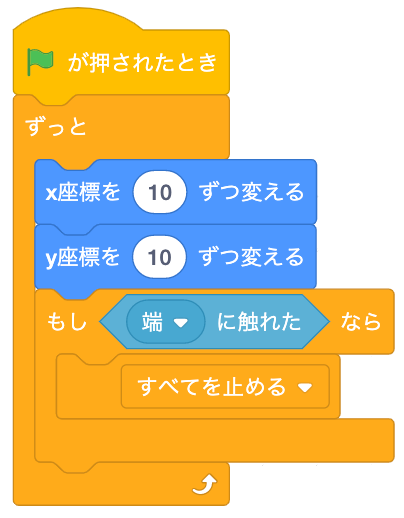 が押されたとき
ずっと
x座標を 10 ずつ変える
y座標を 10 ずつ変える
もし 端 に触れた なら
すべてを止める